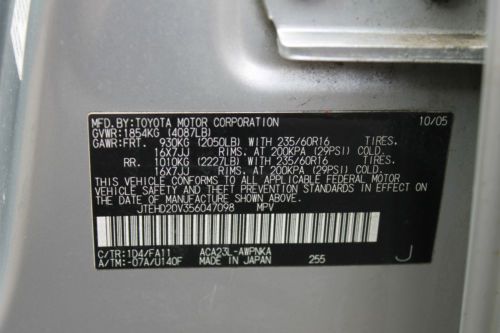 MFD. BY: TOYOTA MOTOR CORPORATION 10/05
GVWR: 1854KG (4087LB)
GAWR: FRT. 930KG (2050LB) WITH 235/60R16 TIRES,
16X7JJ RIMS, AT 200KPA (29PSI) COLD.
RR. 1010KG (2227LB) WITH 235/60R16 TIRES,
16X7JJ RIMS, AT 200KPA (29PSI) COLD.
THIS VEHICLE CONFORMS TO ALL APPLICABLE FEDERAL MOTOR
VEHICLE SAFETY AND THEFT PREVENTION STANDARDS IN EFFECT ON
THE DATE OF MANUFACTURE SHOWN ABOVE.
JTEHD20V356047098 MPV
C/TR: 1D4/FA11 ACA23L-AWPNKA
A/TM: -07A/U140F MADE IN JAPAN 255 J